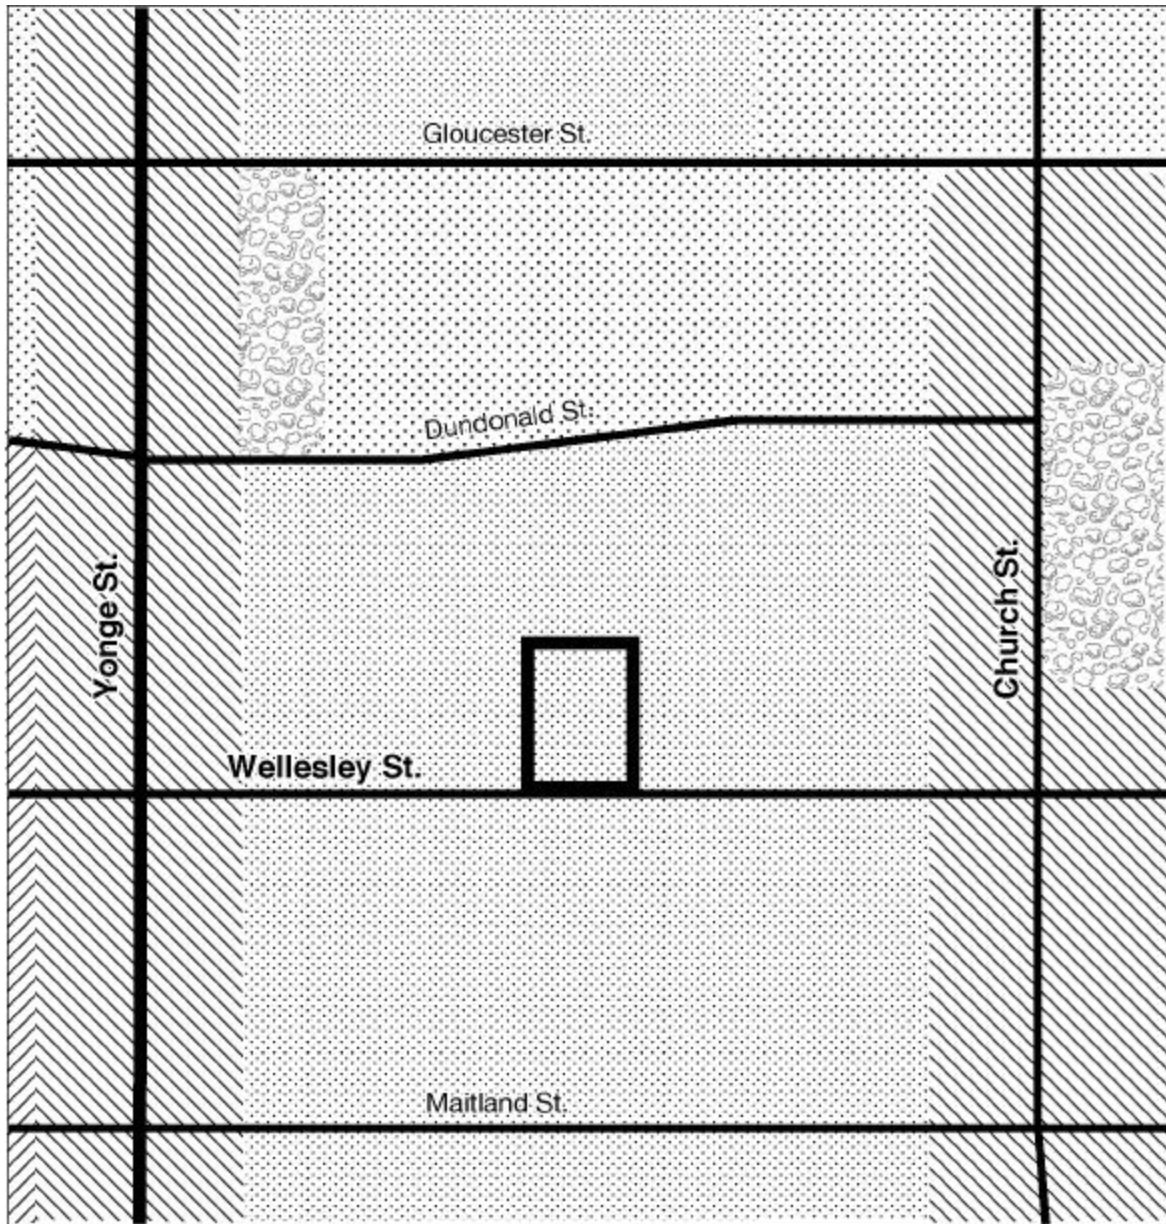 Gloucester St.
Dundonald St.
Yonge St.
Church St.
Wellesley St.
Maitland St.